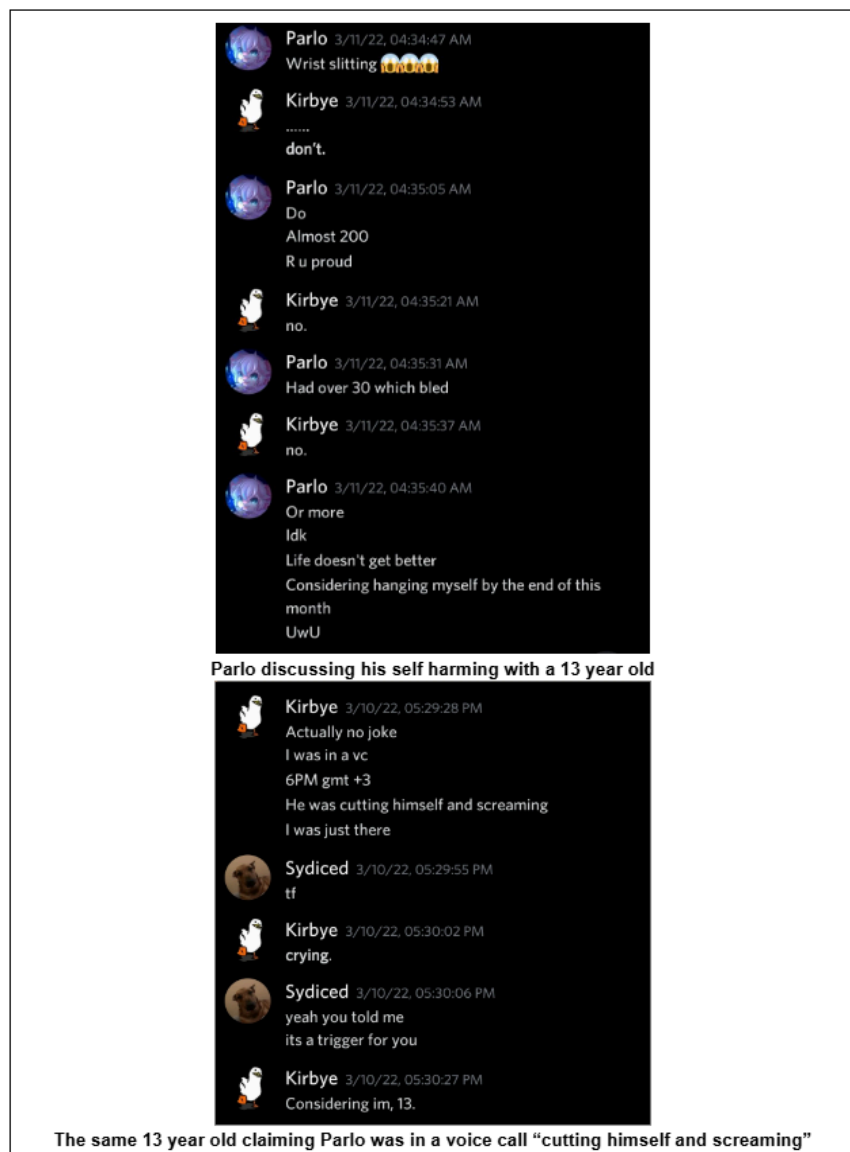 Parlo 3/11/22, 04:34:47 AM
Wrist slitting 😱😱😱
Kirbye 3/11/22, 04:34:53 AM
......
don't.
Parlo 3/11/22, 04:35:05 AM
Do
Almost 200
R u proud
Kirbye 3/11/22, 04:35:21 AM
no.
Parlo 3/11/22, 04:35:31 AM
Had over 30 which bled
Kirbye 3/11/22, 04:35:37 AM
no.
Parlo 3/11/22, 04:35:40 AM
Or more
Idk
Life doesn't get better
Considering hanging myself by the end of this
month
UwU
Parlo discussing his self harming with a 13 year old
Kirbye 3/10/22, 05:29:28 PM
Actually no joke
I was in a vc
6PM gmt +3
He was cutting himself and screaming
I was just there
Sydiced 3/10/22, 05:29:55 PM
tf
Kirbye 3/10/22, 05:30:02 PM
crying.
Sydiced 3/10/22, 05:30:06 PM
yeah you told me
its a trigger for you
Kirbye 3/10/22, 05:30:27 PM
Considering im, 13.
The same 13 year old claiming Parlo was in a voice call “cutting himself and screaming”